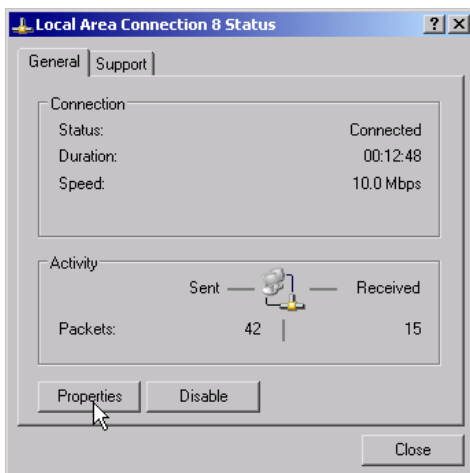 Local Area Connection 8 Status
General Support
Connection
Status: Connected
Duration: 00:12:48
Speed: 10.0 Mbps
Activity
Sent Received
Packets: 42 15
Properties Disable
Close